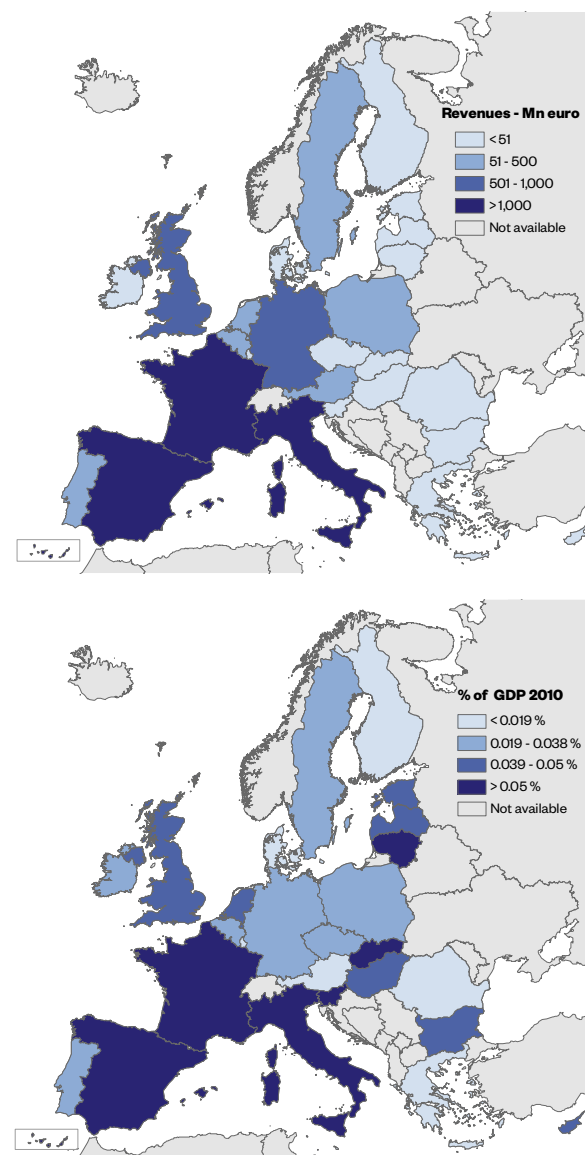 Revenues - Mn euro
< 51
51 - 500
501 - 1,000
>1,000
Not available
% of GDP 2010
< 0.019 %
0.019 - 0.038 %
0.039 - 0.05 %
> 0.05 %
Not available